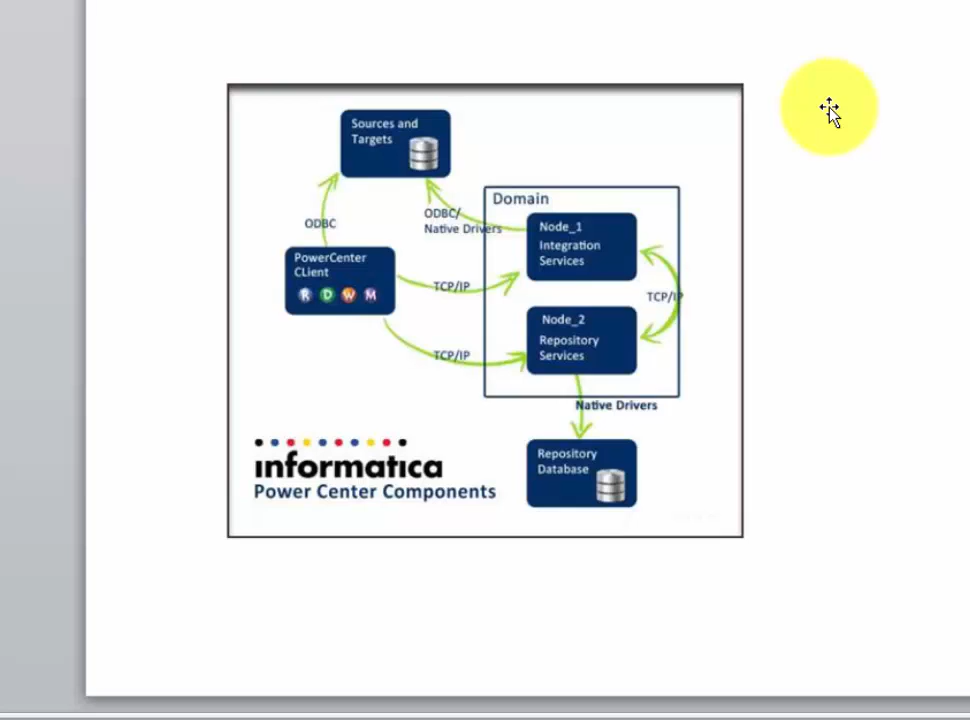 Sources and
Targets
Domain
ODBC
ODBC/
Native Drivers
Node_1
Integration
Services
PowerCenter
CLient
R D W M
TCP/IP
TCP/IP
Node_2
Repository
Services
TCP/IP
Native Drivers
Repository
Database
informatica
Power Center Components